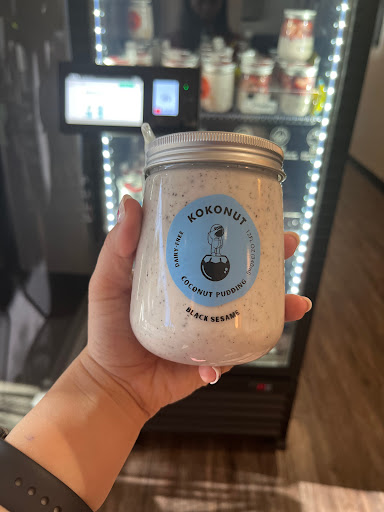 KOKONUT
DAIRY-FREE
COCONUT PUDDING
BLACK SESAME